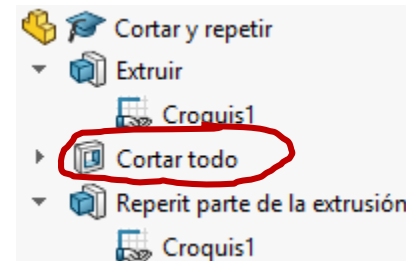 Cortar y repetir
Extruir
Croquis1
Cortar todo
Reperit parte de la extrusión
Croquis1